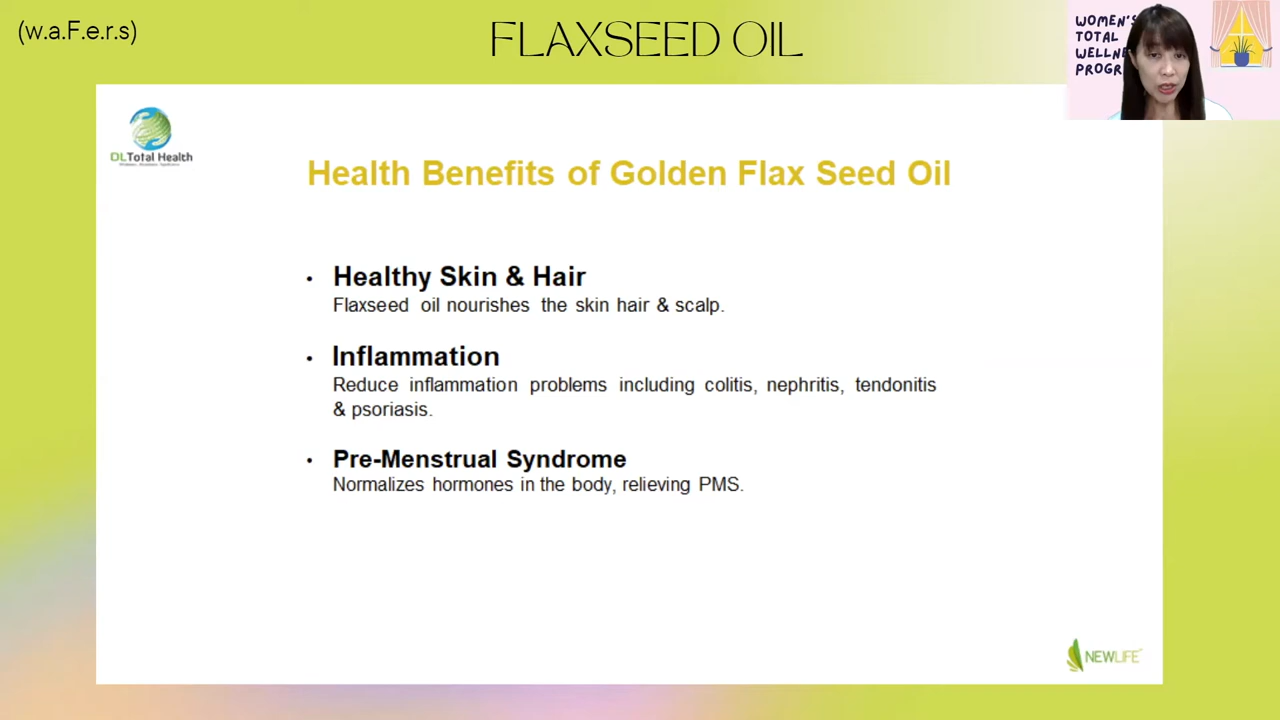 (w.a.F.e.r.s)
FLAXSEED OIL
WOMEN'S
TOTAL
PROGR
DLTotal Health
Health Benefits of Golden Flax Seed Oil
• Healthy Skin & Hair
Flaxseed oil nourishes the skin hair & scalp.
• Inflammation
Reduce inflammation problems including colitis, nephritis, tendonitis
& psoriasis.
• Pre-Menstrual Syndrome
Normalizes hormones in the body, relieving PMS.
NEWLIFE